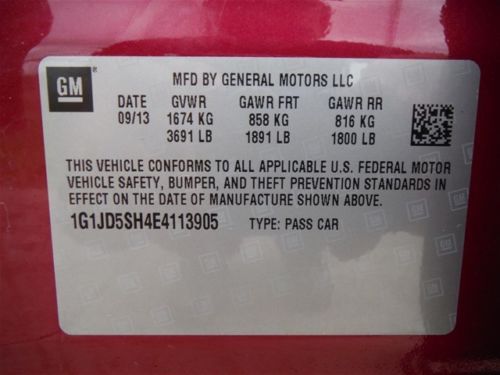 GM
MFD BY GENERAL MOTORS LLC
DATE GVWR GAWR FRT GAWR RR
09/13 1674 KG 858 KG 816 KG
3691 LB 1891 LB 1800 LB
THIS VEHICLE CONFORMS TO ALL APPLICABLE U.S. FEDERAL MOTOR
VEHICLE SAFETY, BUMPER, AND THEFT PREVENTION STANDARDS IN
EFFECT ON THE DATE OF MANUFACTURE SHOWN ABOVE.
1G1JD5SH4E4113905 TYPE: PASS CAR